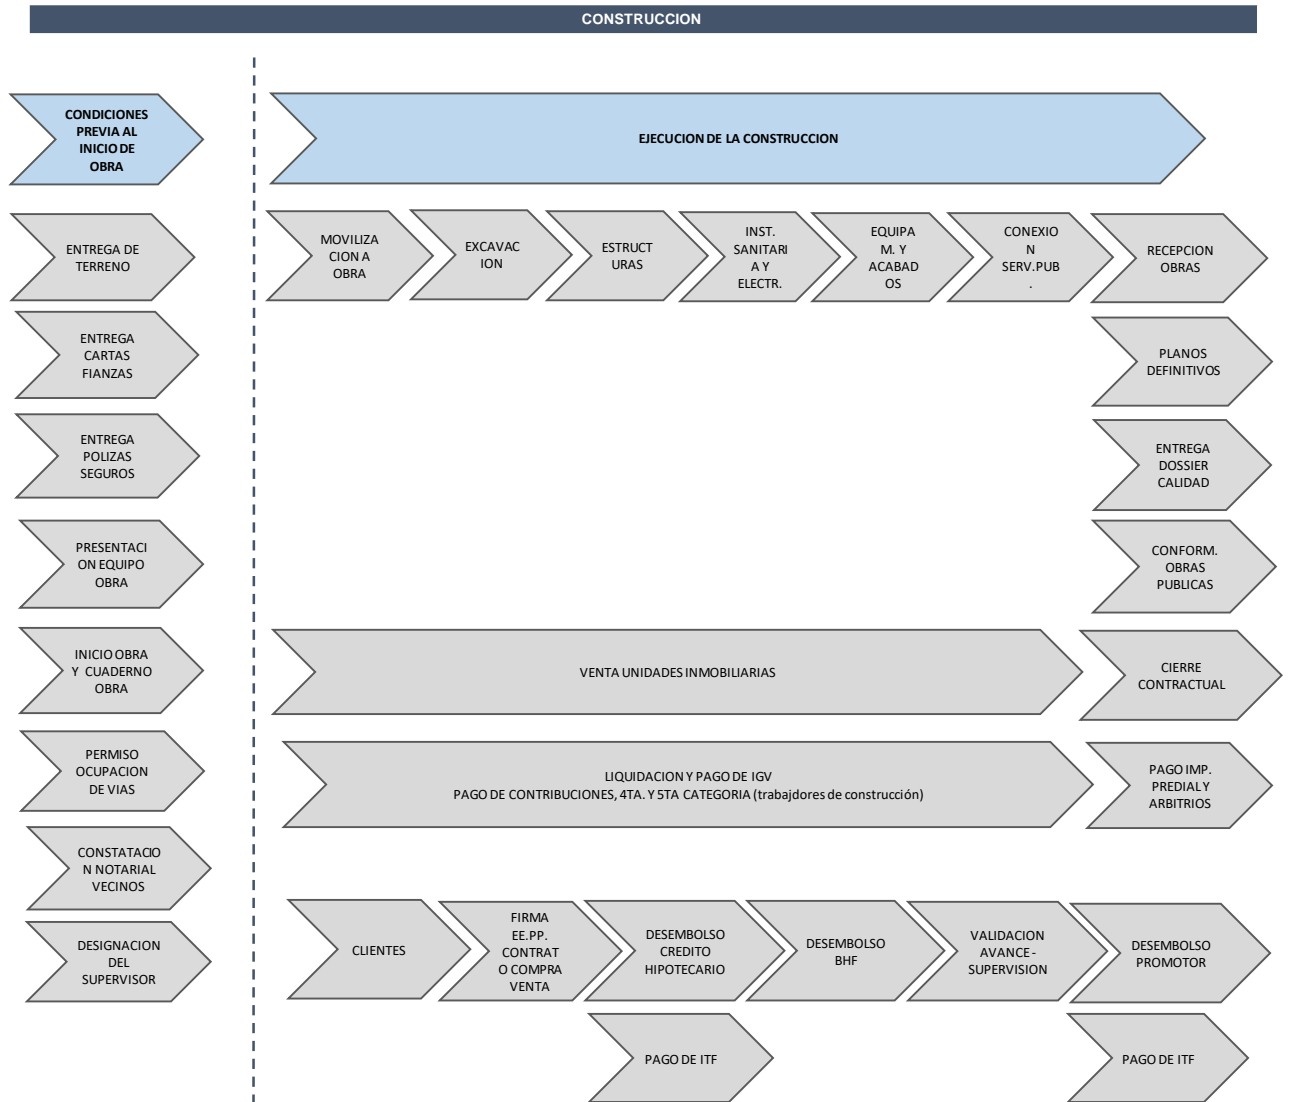 CONSTRUCCION
CONDICIONES
PREVIA AL
INICIO DE
OBRA
EJECUCION DE LA CONSTRUCCION
ENTREGA DE
TERRENO
MOVILIZA
CION A
OBRA
EXCAVAC
ION
ESTRUCT
URAS
INST.
SANITARI
A Y
ELECTR.
EQUIPA
M. Y
ACABAD
OS
CONEXIO
N
SERV.PUB
.
RECEPCION
OBRAS
ENTREGA
CARTAS
FIANZAS
PLANOS
DEFINITIVOS
ENTREGA
POLIZAS
SEGUROS
ENTREGA
DOSSIER
CALIDAD
PRESENTACI
ON EQUIPO
OBRA
CONFORM.
OBRAS
PUBLICAS
INICIO OBRA
Y CUADERNO
OBRA
VENTA UNIDADES INMOBILIARIAS
CIERRE
CONTRACTUAL
PERMISO
OCUPACION
DE VIAS
LIQUIDACION Y PAGO DE IGV
PAGO DE CONTRIBUCIONES, 4TA. Y 5TA CATEGORIA (trabajdores de construcción)
PAGO IMP.
PREDIAL Y
ARBITRIOS
CONSTATACIO
N NOTARIAL
VECINOS
DESIGNACION
DEL
SUPERVISOR
CLIENTES
FIRMA
EE.PP.
CONTRAT
O COMPRA
VENTA
DESEMBOLSO
CREDITO
HIPOTECARIO
DESEMBOLSO
BHF
VALIDACION
AVANCE -
SUPERVISION
DESEMBOLSO
PROMOTOR
PAGO DE ITF
PAGO DE ITF